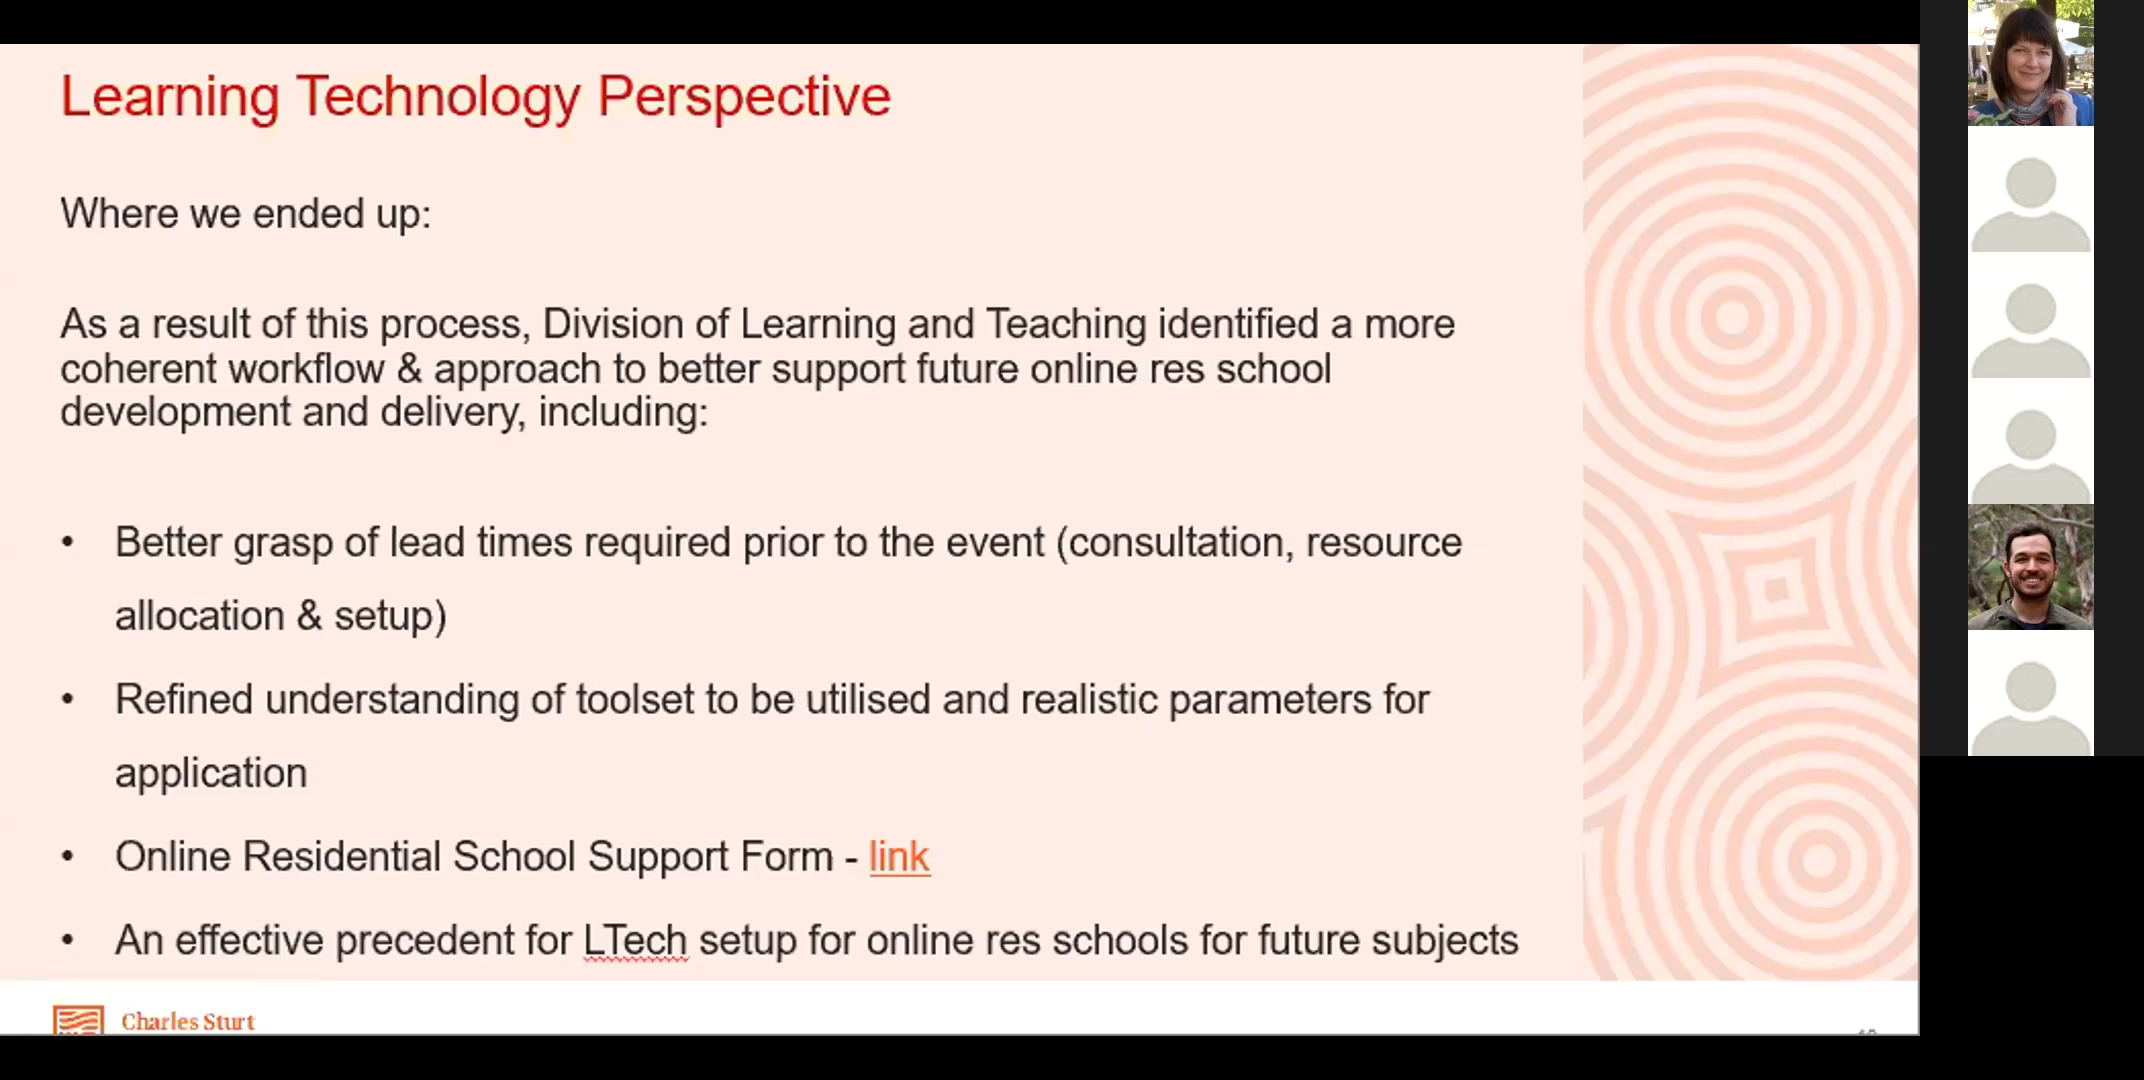 Learning Technology Perspective
Where we ended up:
As a result of this process, Division of Learning and Teaching identified a more
coherent workflow & approach to better support future online res school
development and delivery, including:
• Better grasp of lead times required prior to the event (consultation, resource
allocation & setup)
• Refined understanding of toolset to be utilised and realistic parameters for
application
• Online Residential School Support Form - link
• An effective precedent for LTech setup for online res schools for future subjects
Charles Sturt